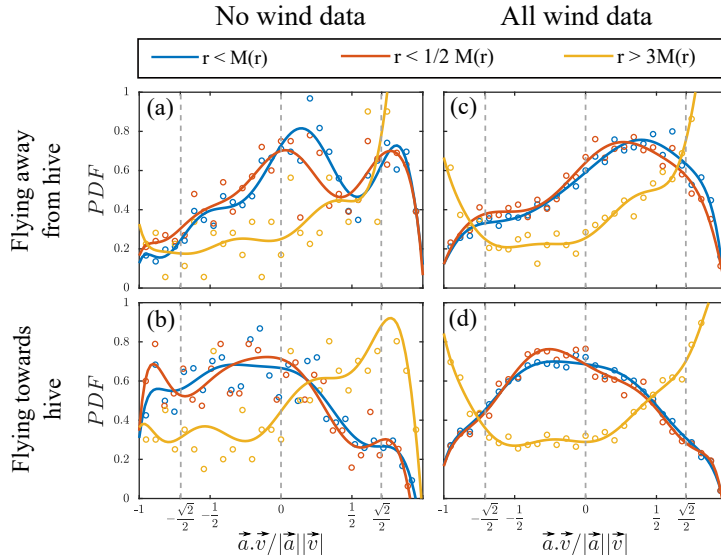 No wind data
All wind data
r < M(r)
r < 1/2 M(r)
r > 3M(r)
Flying away
from hive
PDF
1
0.8
0.6
0.4
0.2
0
(a)
(c)
Flying towards
hive
PDF
1
0.8
0.6
0.4
0.2
0
(b)
(d)
-1
-√2/2
-1/2
0
1/2
√2/2
-1
-√2/2
-1/2
0
1/2
√2/2
a⃗.v⃗/|a⃗||v⃗|
a⃗.v⃗/|a⃗||v⃗|